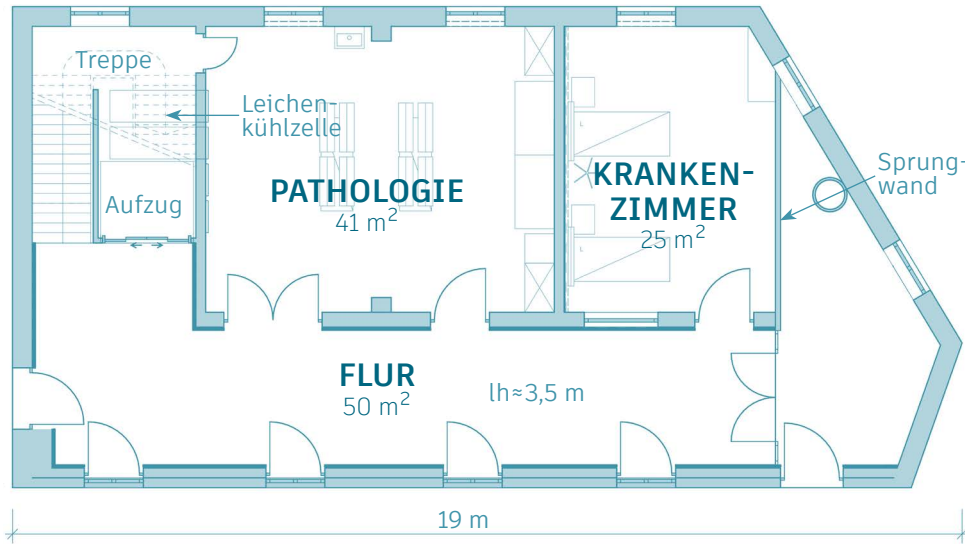 Treppe
Leichen-
kühlzelle
Aufzug
PATHOLOGIE
41 m²
KRANKEN-
ZIMMER
25 m²
Sprung-
wand
FLUR
50 m²
lh≈3,5 m
19 m